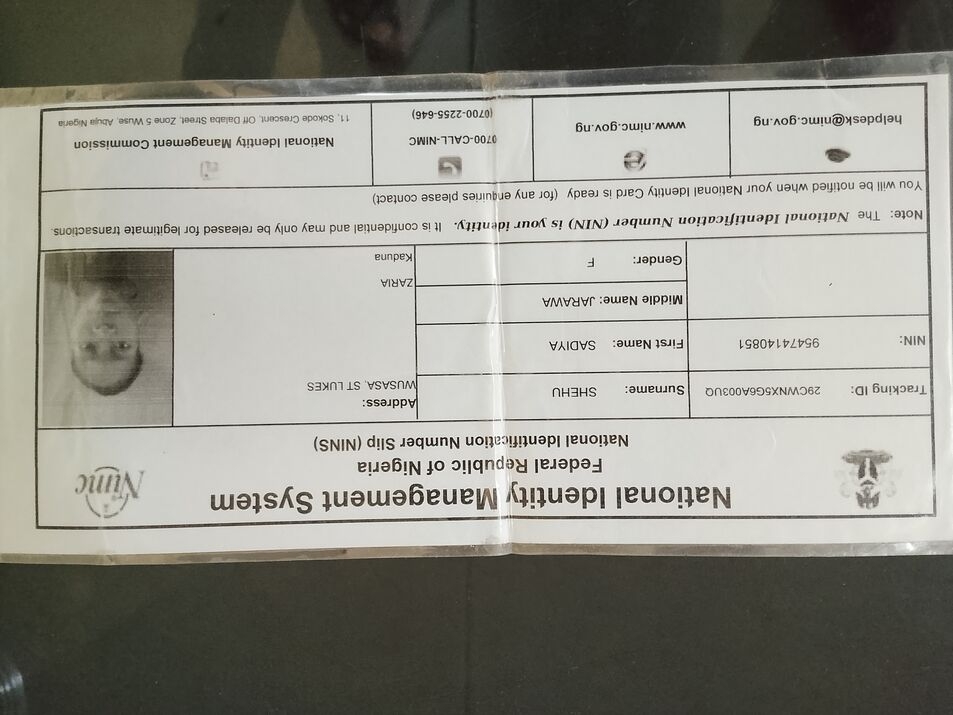 National Identity Management System
Federal Republic of Nigeria
National Identification Number Slip (NINS)
Nimc
Tracking ID: 29CWNX5G6A003UQ
Surname: SHEHU
Address:
WUSASA, ST LUKES
NIN: 95474140851
First Name: SADIYA
Middle Name: JARAWA
ZARIA
Gender: F
Kaduna
Note: The National Identification Number (NIN) is your identity. It is confidential and may only be released for legitimate transactions.
You will be notified when your National Identity Card is ready (for any enquiries please contact)
helpdesk@nimc.gov.ng
www.nimc.gov.ng
0700-CALL-NIMC
(0700-2255-646)
National Identity Management Commission
11, Sokode Crescent, Off Dalaba Street, Zone 5 Wuse, Abuja Nigeria